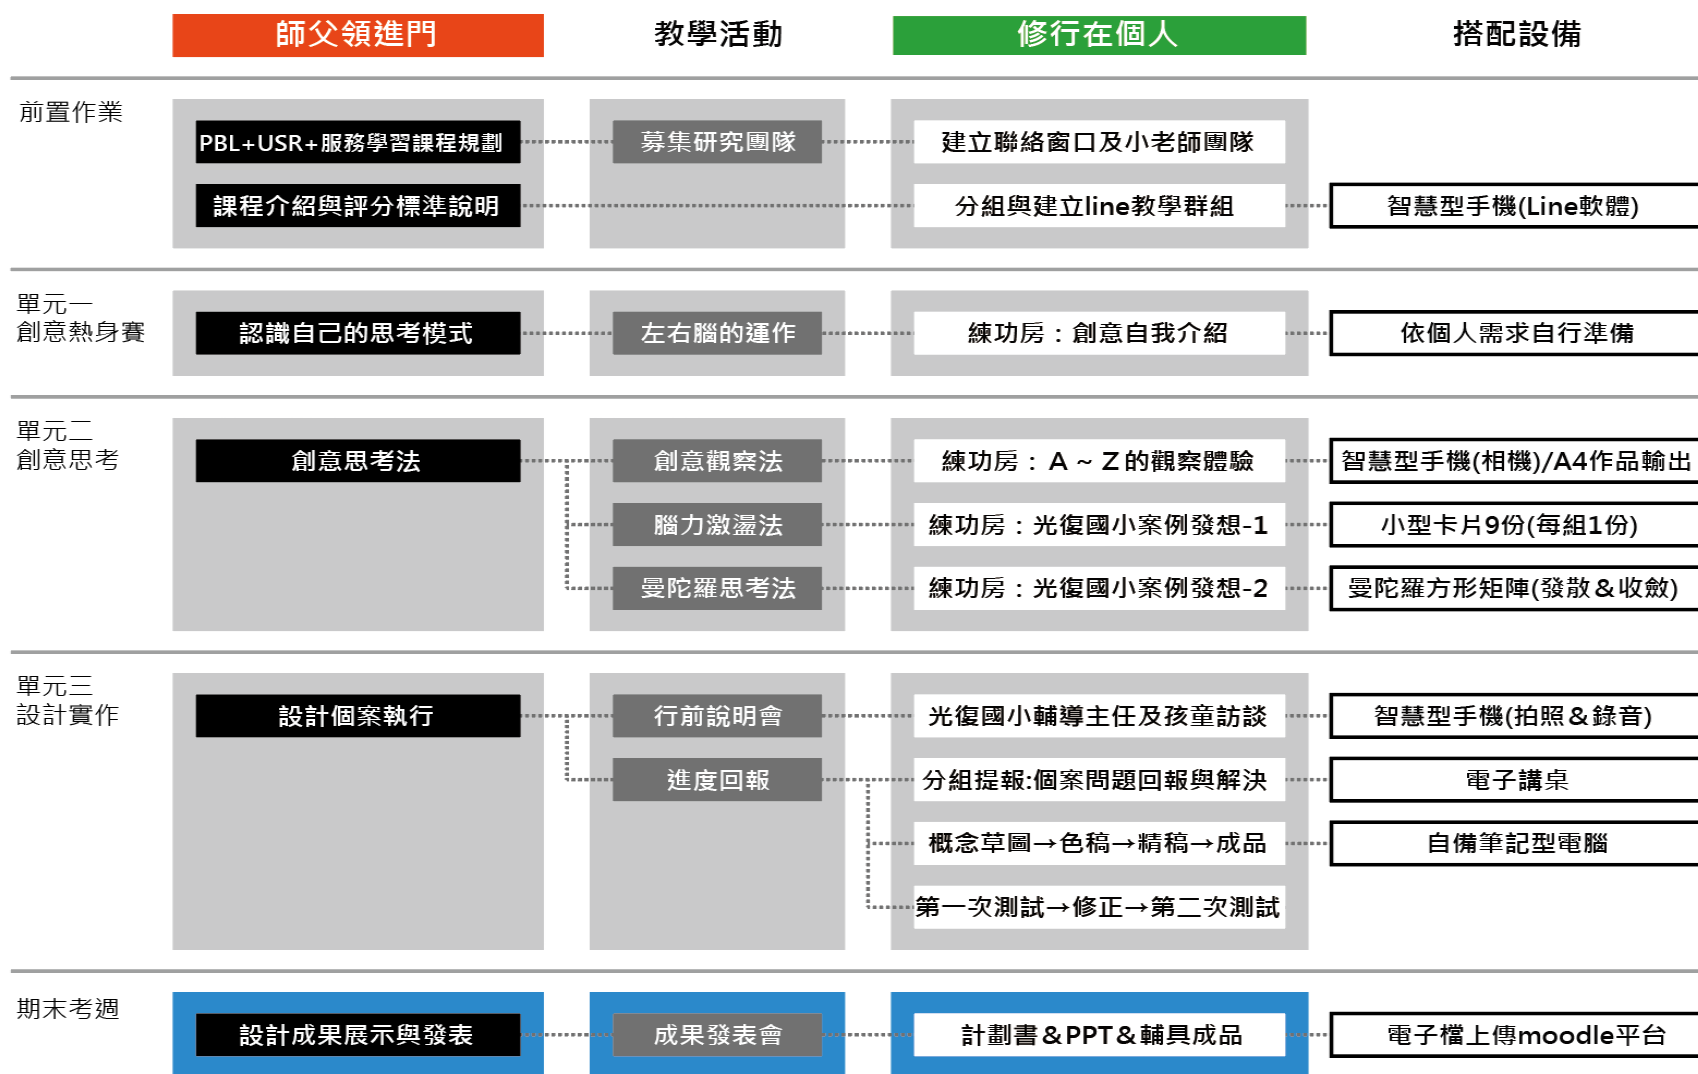 師父領進門
教學活動
修行在個人
搭配設備
前置作業
PBL+USR+服務學習課程規劃
募集研究團隊
建立聯絡窗口及小老師團隊
課程介紹與評分標準說明
分組與建立line教學群組
智慧型手機(Line軟體)
單元一
創意熱身賽
認識自己的思考模式
左右腦的運作
練功房：創意自我介紹
依個人需求自行準備
單元二
創意思考
創意思考法
創意觀察法
練功房：A～Z的觀察體驗
智慧型手機(相機)/A4作品輸出
腦力激盪法
練功房：光復國小案例發想-1
小型卡片9份(每組1份)
曼陀羅思考法
練功房：光復國小案例發想-2
曼陀羅方形矩陣(發散＆收斂)
單元三
設計實作
設計個案執行
行前說明會
光復國小輔導主任及孩童訪談
智慧型手機(拍照＆錄音)
進度回報
分組提報:個案問題回報與解決
電子講桌
概念草圖→色稿→精稿→成品
自備筆記型電腦
第一次測試→修正→第二次測試
期末考週
設計成果展示與發表
成果發表會
計劃書＆PPT＆輔具成品
電子檔上傳moodle平台